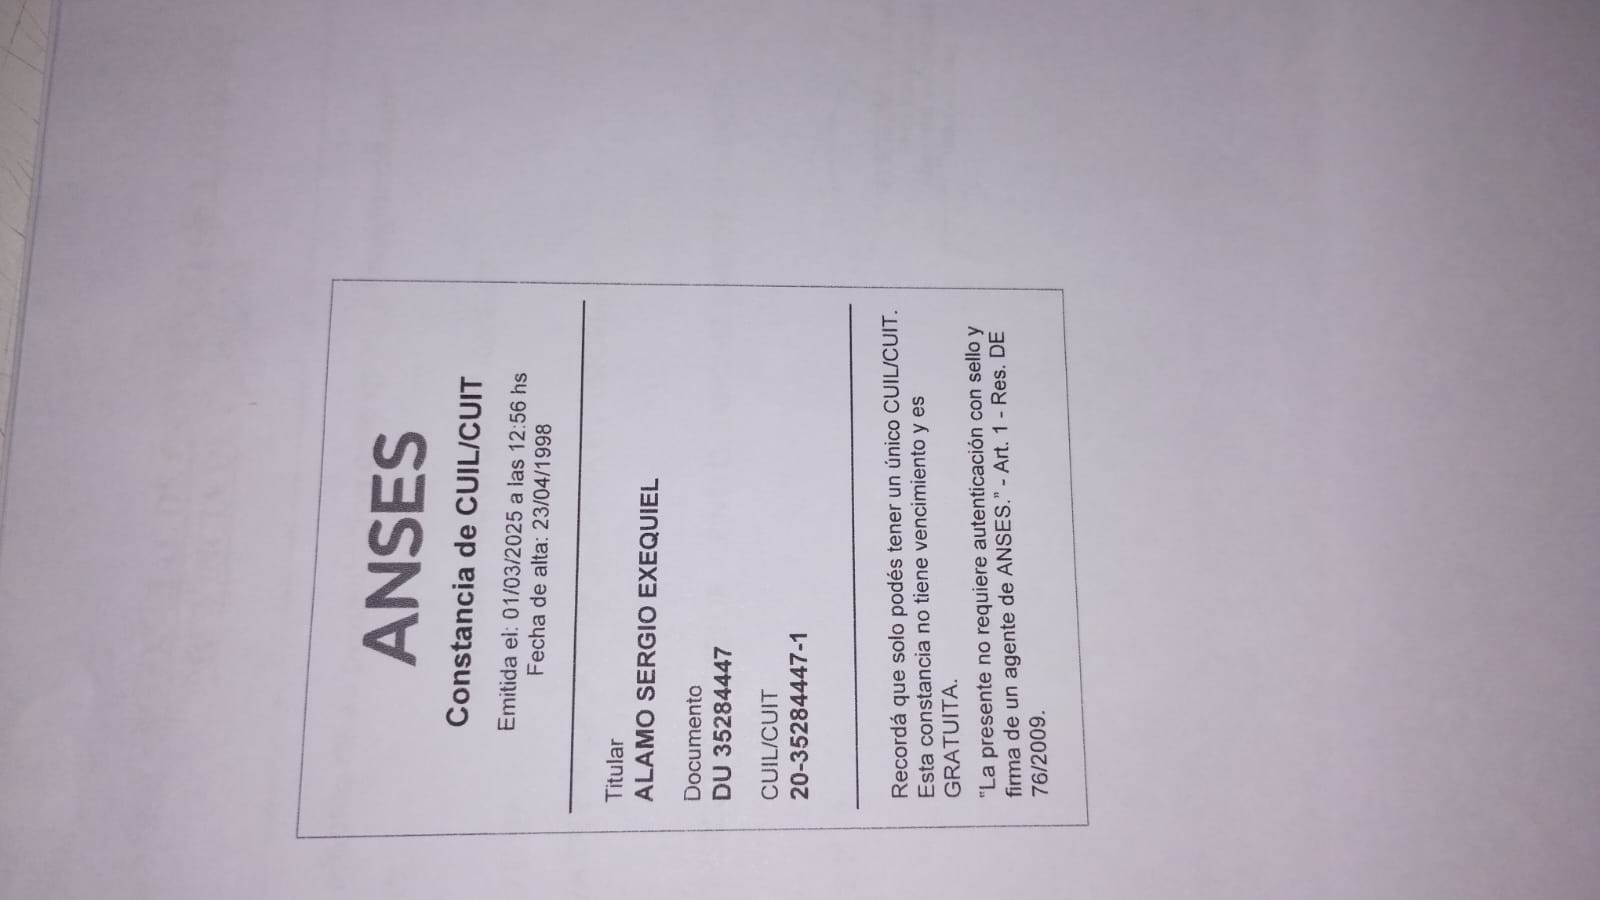 ANSES
Constancia de CUIL/CUIT
Emitida el: 01/03/2025 a las 12:56 hs
Fecha de alta: 23/04/1998
Titular
ALAMO SERGIO EXEQUIEL
Documento
DU 35284447
CUIL/CUIT
20-35284447-1
Recordá que solo podés tener un único CUIL/CUIT.
Esta constancia no tiene vencimiento y es
GRATUITA.
"La presente no requiere autenticación con sello y
firma de un agente de ANSES." - Art. 1 - Res. DE
76/2009.